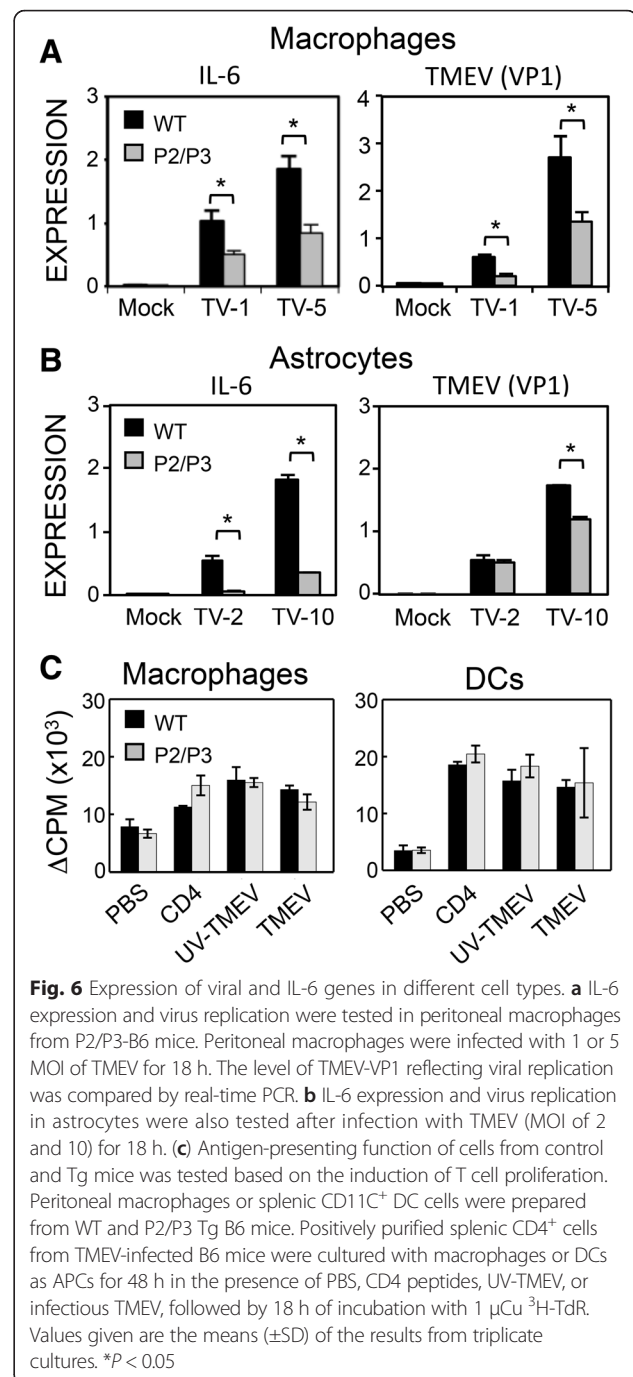 A
Macrophages
IL-6
TMEV (VP1)
EXPRESSION
3
2
1
0
WT
P2/P3
*
*
Mock TV-1 TV-5
4
3
2
1
0
*
*
Mock TV-1 TV-5
B
Astrocytes
IL-6
TMEV (VP1)
EXPRESSION
3
2
1
0
WT
P2/P3
*
*
Mock TV-2 TV-10
3
2
1
0
*
Mock TV-2 TV-10
C
Macrophages
DCs
ΔCPM (x10³)
30
20
10
0
WT
P2/P3
PBS CD4 UV-TMEV TMEV
30
20
10
0
PBS CD4 UV-TMEV TMEV
Fig. 6 Expression of viral and IL-6 genes in different cell types. a IL-6
expression and virus replication were tested in peritoneal macrophages
from P2/P3-B6 mice. Peritoneal macrophages were infected with 1 or 5
MOI of TMEV for 18 h. The level of TMEV-VP1 reflecting viral replication
was compared by real-time PCR. b IL-6 expression and virus replication
in astrocytes were also tested after infection with TMEV (MOI of 2
and 10) for 18 h. (c) Antigen-presenting function of cells from control
and Tg mice was tested based on the induction of T cell proliferation.
Peritoneal macrophages or splenic CD11C⁺ DC cells were prepared
from WT and P2/P3 Tg B6 mice. Positively purified splenic CD4⁺ cells
from TMEV-infected B6 mice were cultured with macrophages or DCs
as APCs for 48 h in the presence of PBS, CD4 peptides, UV-TMEV, or
infectious TMEV, followed by 18 h of incubation with 1 μCu ³H-TdR.
Values given are the means (±SD) of the results from triplicate
cultures. *P < 0.05